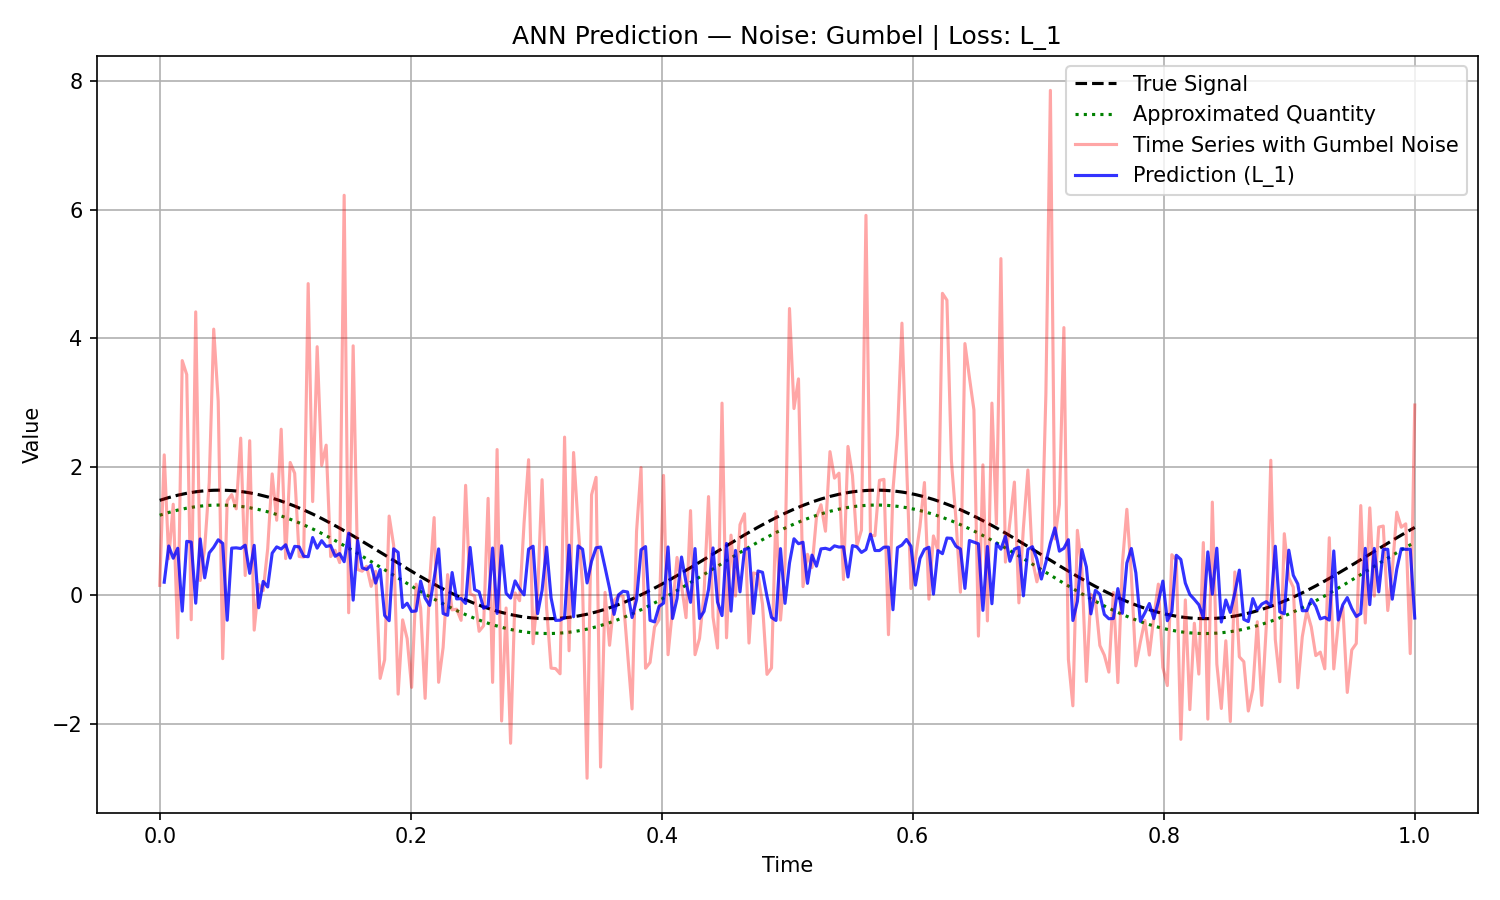 ANN Prediction — Noise: Gumbel | Loss: L_1
True Signal
Approximated Quantity
Time Series with Gumbel Noise
Prediction (L_1)
8
6
4
2
0
−2
Value
0.0 0.2 0.4 0.6 0.8 1.0
Time